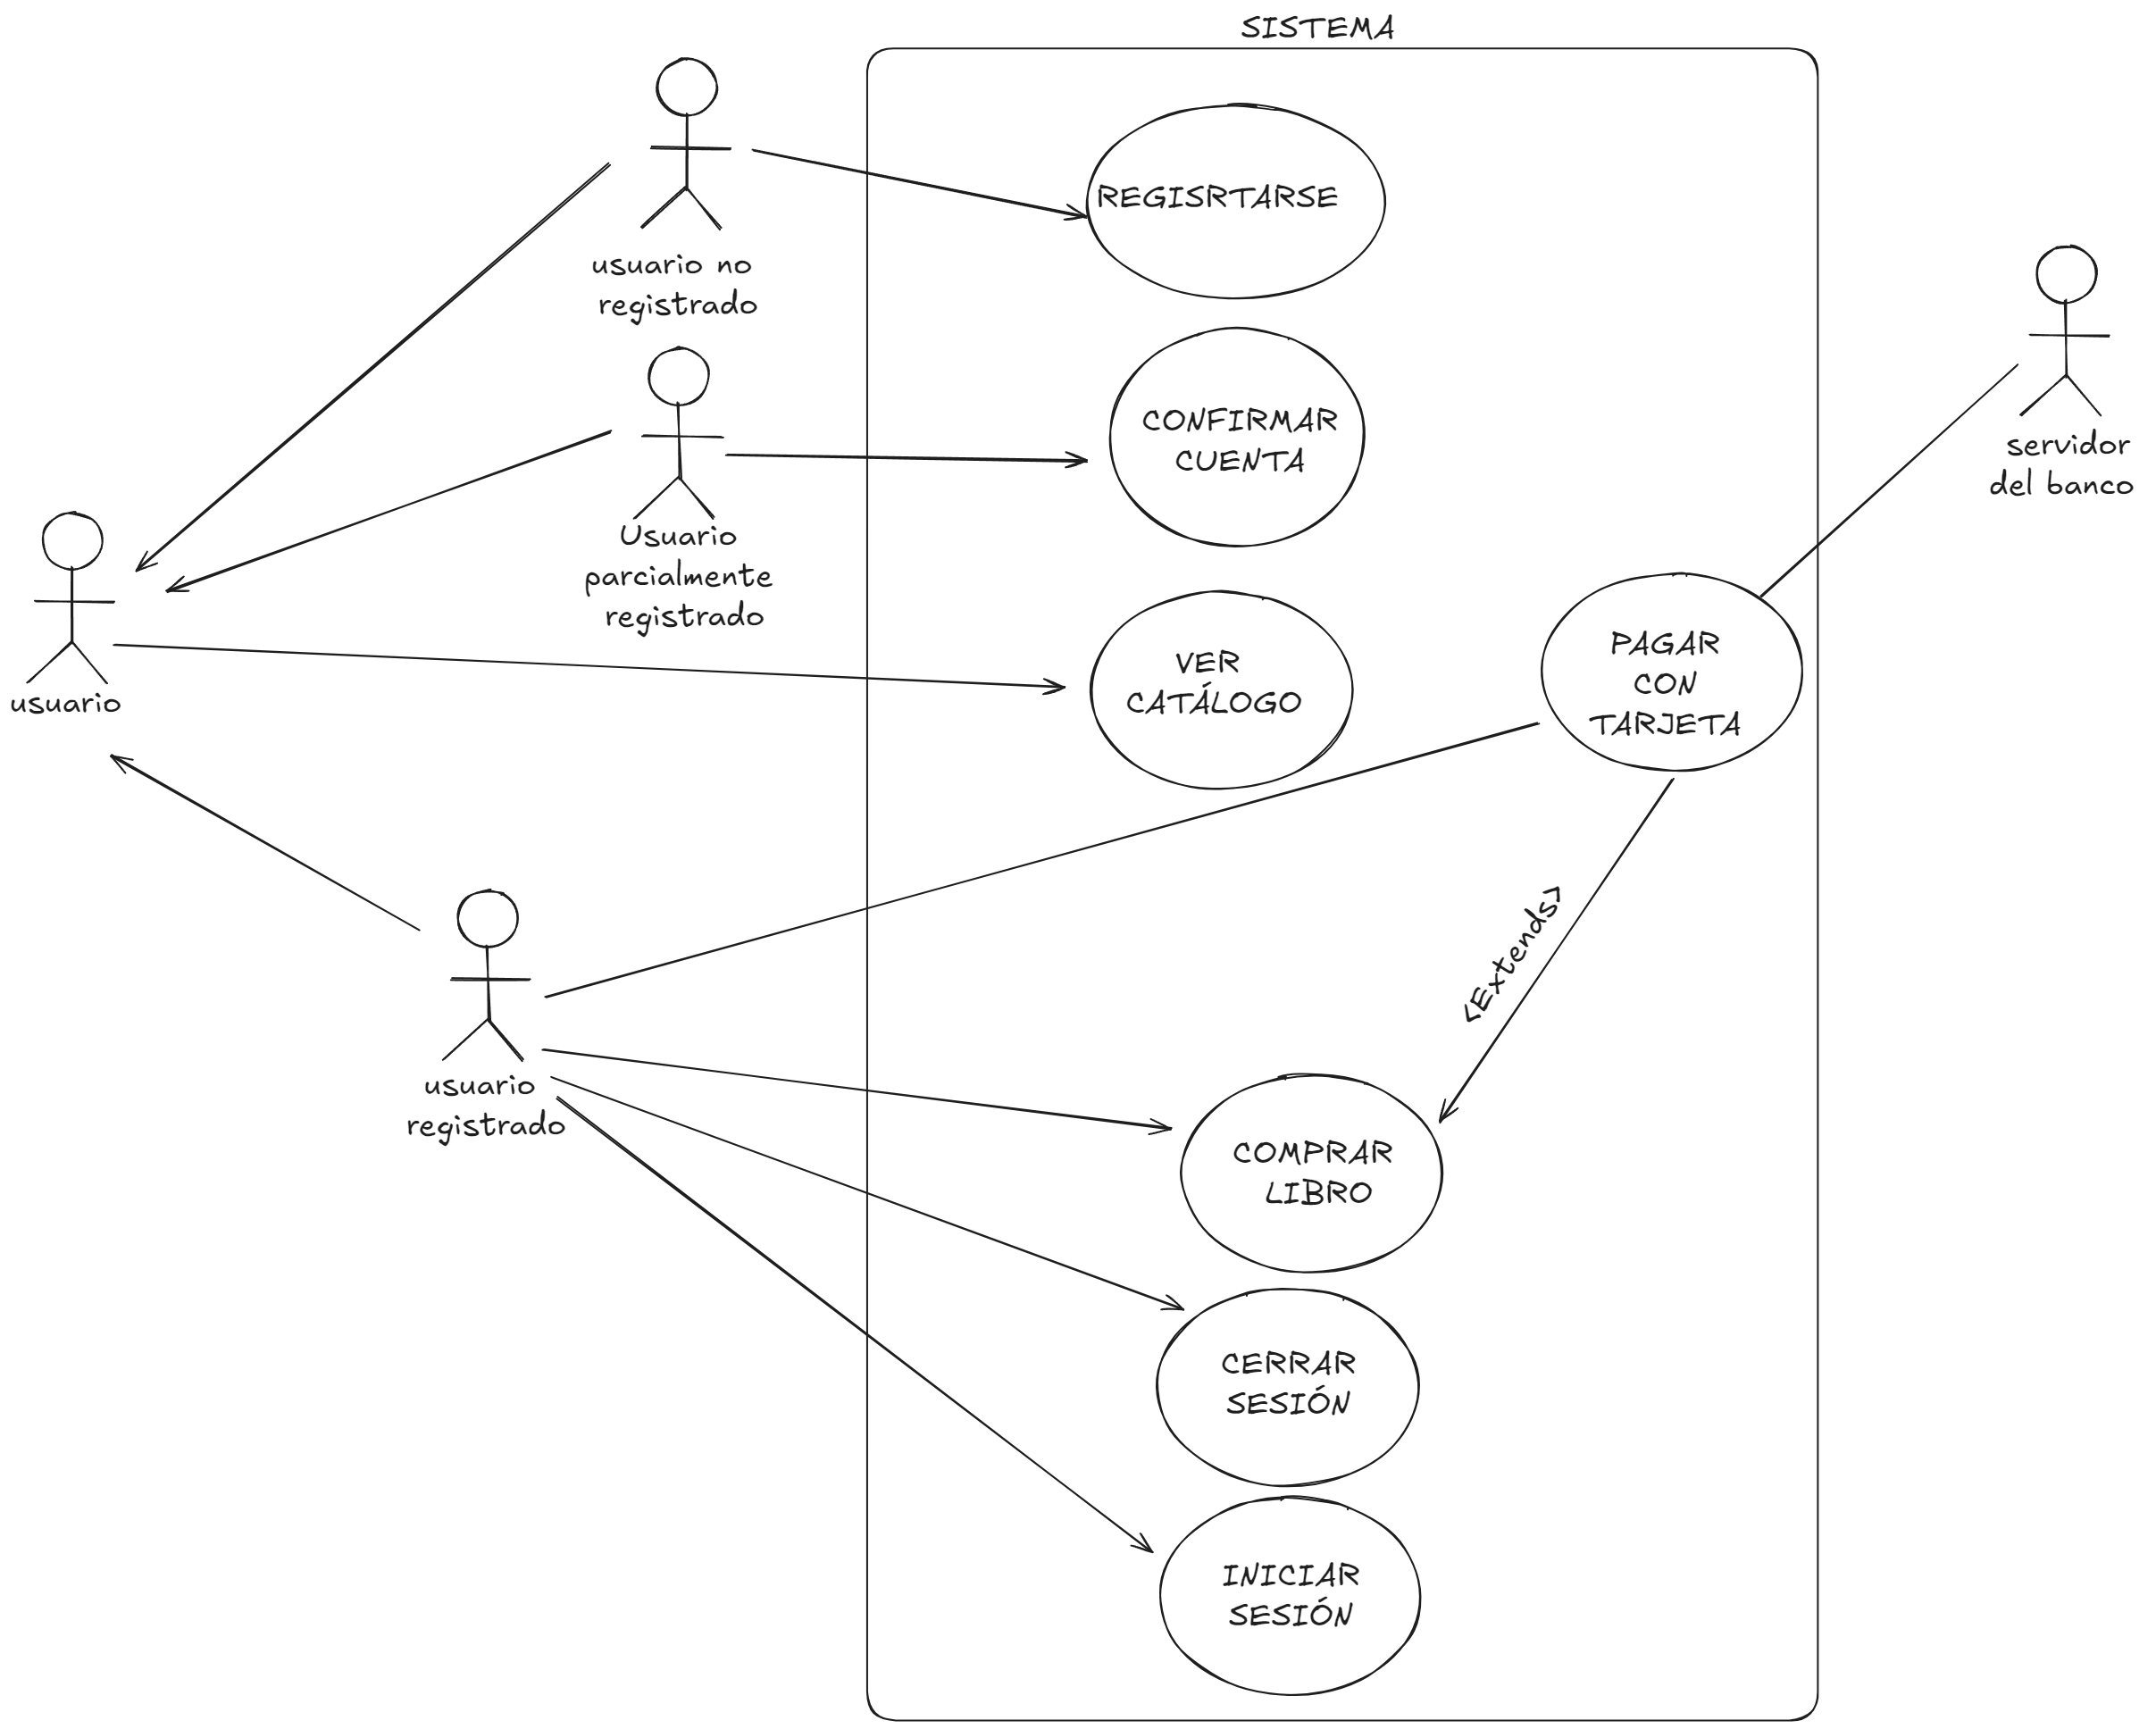 SISTEMA
REGISRTARSE
usuario no
registrado
CONFIRMAR
CUENTA
servidor
del banco
Usuario
parcialmente
registrado
VER
CATÁLOGO
PAGAR
CON
TARJETA
usuario
<Extends>
usuario
registrado
COMPRAR
LIBRO
CERRAR
SESIÓN
INICIAR
SESIÓN